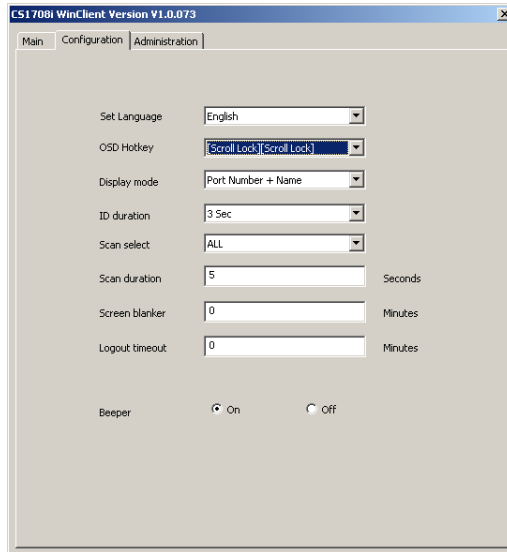 CS1708i WinClient Version V1.0.073
Main Configuration Administration
Set Language English
OSD Hotkey [Scroll Lock][Scroll Lock]
Display mode Port Number + Name
ID duration 3 Sec
Scan select ALL
Scan duration 5 Seconds
Screen blanker 0 Minutes
Logout timeout 0 Minutes
Beeper On Off